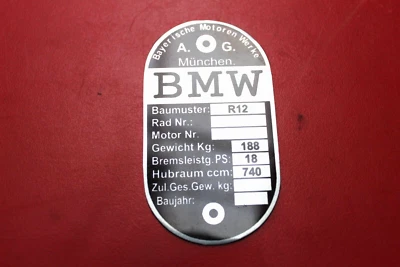 Bayerische Motoren Werke
A. G.
München.
BMW
Baumuster: R12
Rad Nr.:
Motor Nr.
Gewicht Kg: 188
Bremsleistg. PS: 18
Hubraum ccm: 740
Zul.Ges.Gew. kg:
Baujahr: